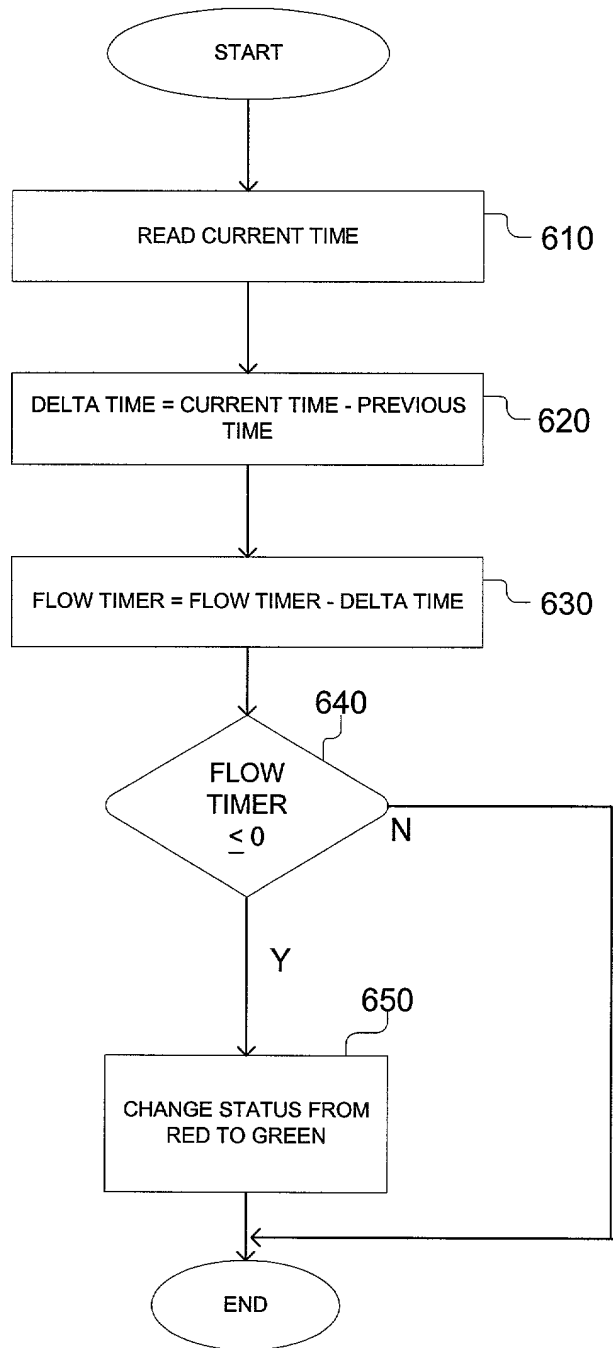 START
READ CURRENT TIME
610
DELTA TIME = CURRENT TIME - PREVIOUS
TIME
620
FLOW TIMER = FLOW TIMER - DELTA TIME
630
640
FLOW
TIMER
≤ 0
N
Y
650
CHANGE STATUS FROM
RED TO GREEN
END